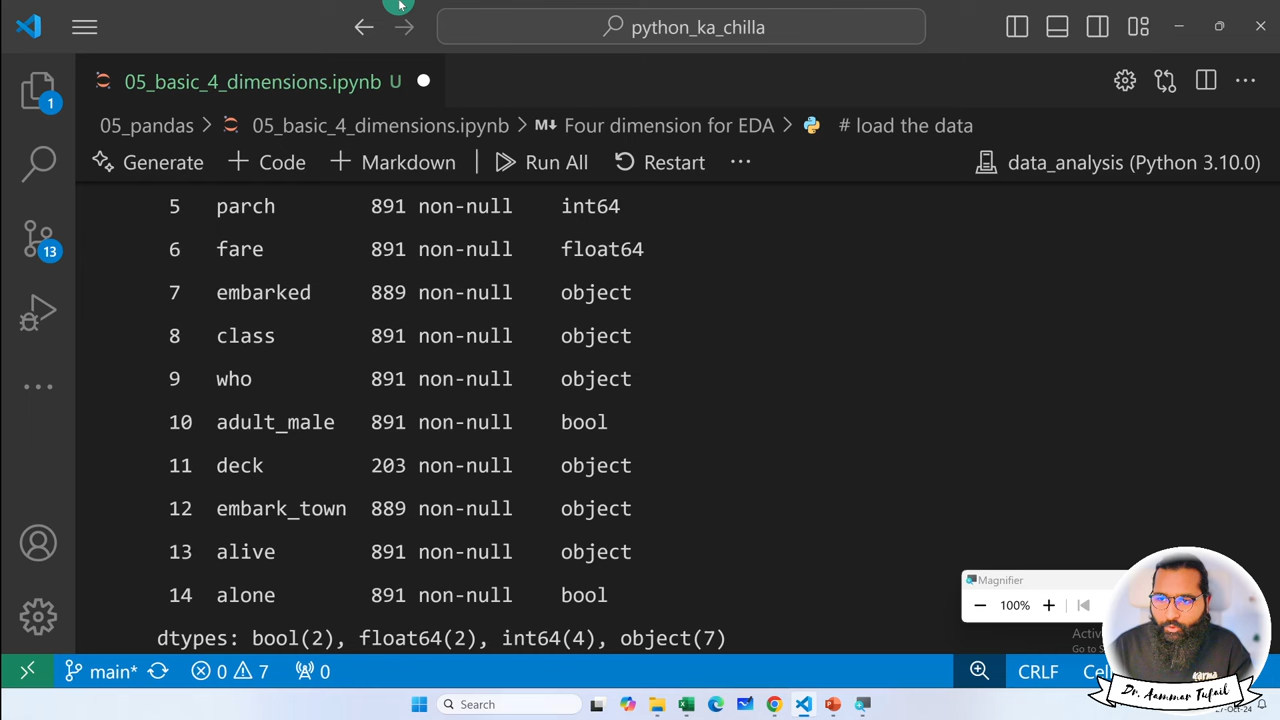 python_ka_chilla
05_basic_4_dimensions.ipynb U
05_pandas > 05_basic_4_dimensions.ipynb > M↓ Four dimension for EDA > # load the data
Generate + Code + Markdown | Run All Restart ...
data_analysis (Python 3.10.0)
5 parch 891 non-null int64
6 fare 891 non-null float64
7 embarked 889 non-null object
8 class 891 non-null object
9 who 891 non-null object
10 adult_male 891 non-null bool
11 deck 203 non-null object
12 embark_town 889 non-null object
13 alive 891 non-null object
14 alone 891 non-null bool
dtypes: bool(2), float64(2), int64(4), object(7)
1
13
Magnifier
100%
main* 0 7 0 CRLF
Search
Dr. Aammar Tufail